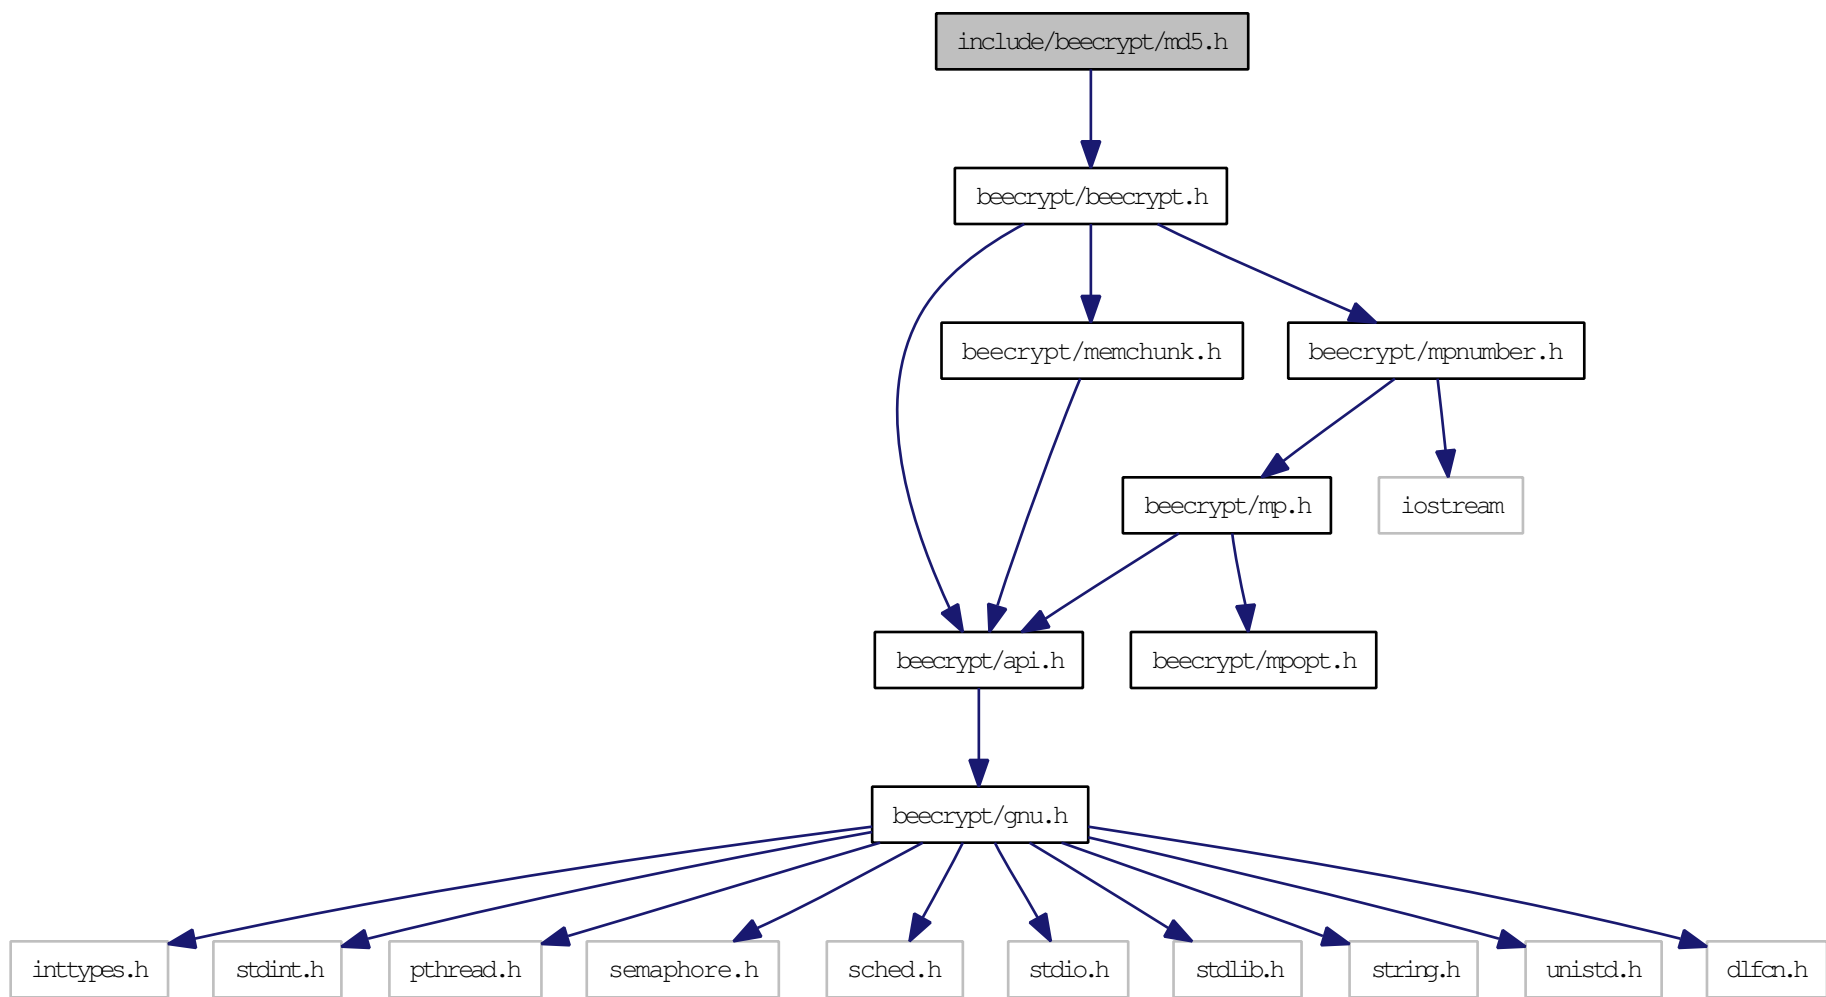 include/beecrypt/md5.h
beecrypt/beecrypt.h
beecrypt/memchunk.h
beecrypt/mpnumber.h
beecrypt/mp.h
iostream
beecrypt/api.h
beecrypt/mpopt.h
beecrypt/gnu.h
inttypes.h
stdint.h
pthread.h
semaphore.h
sched.h
stdio.h
stdlib.h
string.h
unistd.h
dlfcn.h